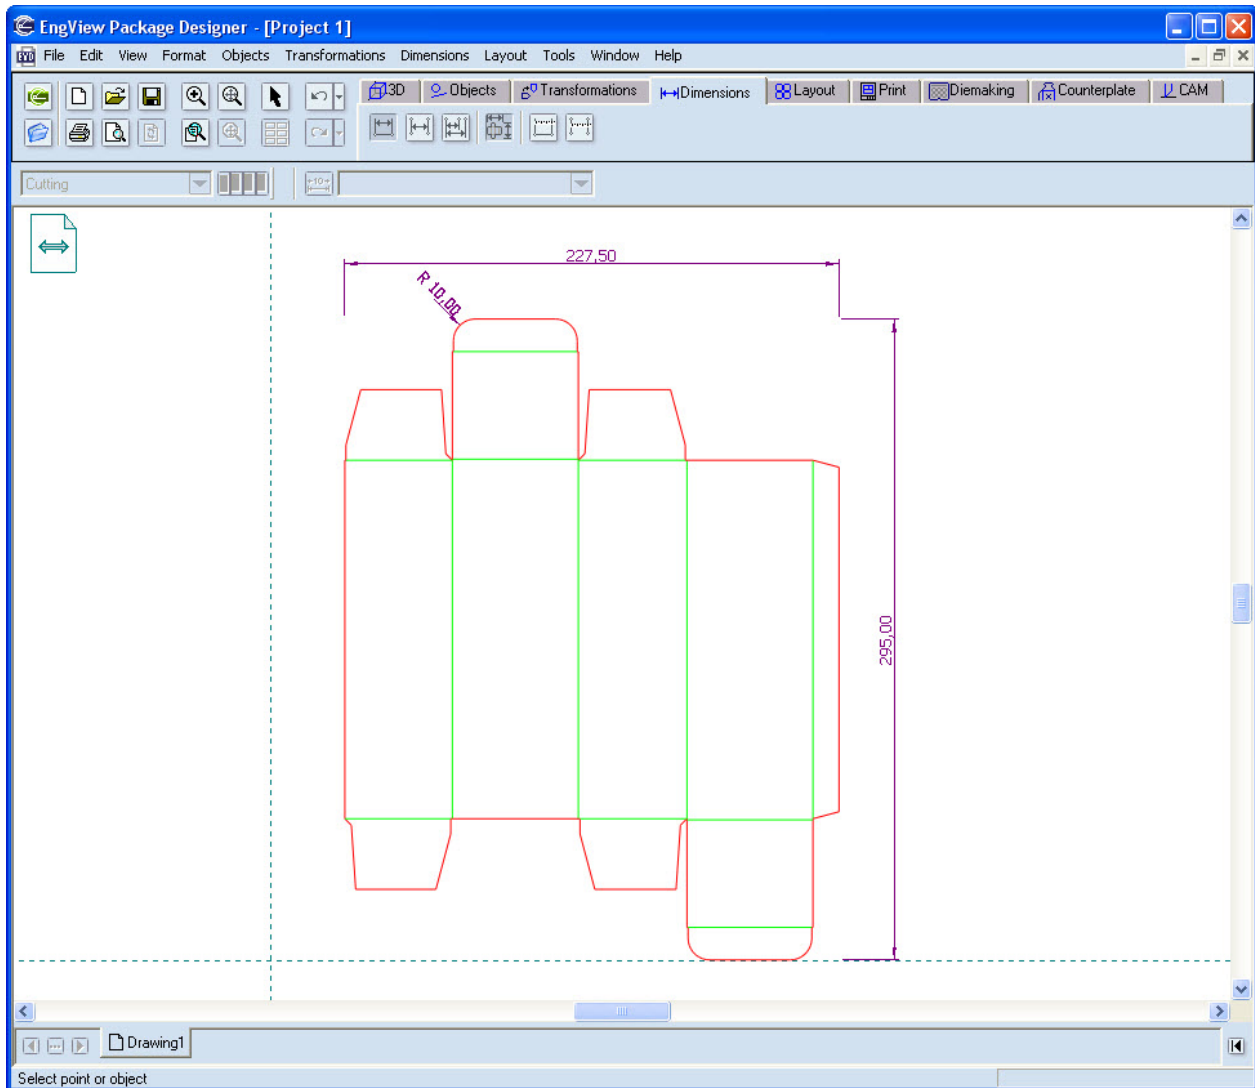 EngView Package Designer - [Project 1]
File Edit View Format Objects Transformations Dimensions Layout Tools Window Help
3D Objects Transformations Dimensions Layout Print Diemaking Counterplate CAM
Cutting
227,50
R 10,00
295,00
Drawing1
Select point or object